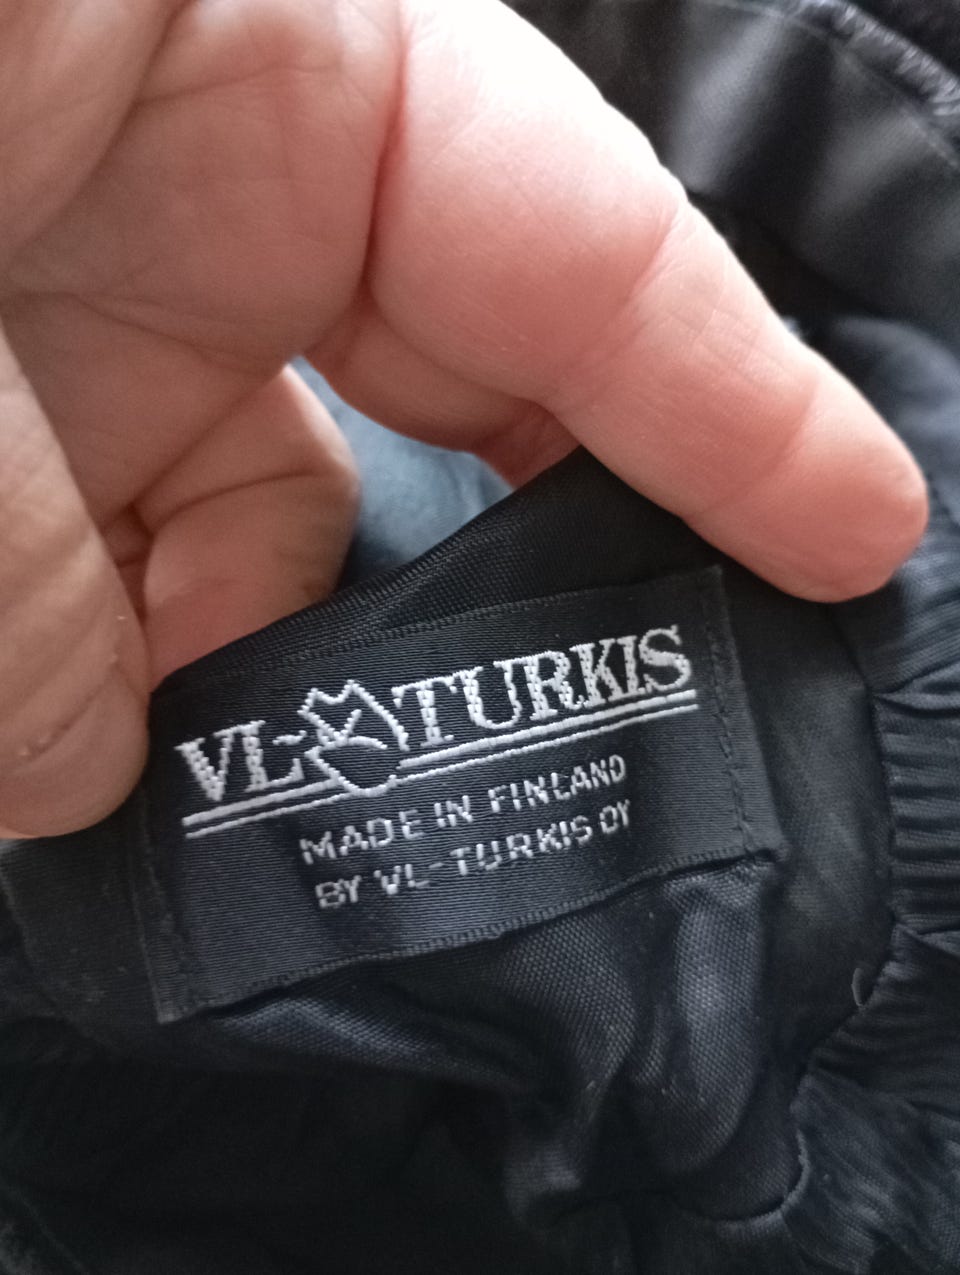 VL-TURKIS
MADE IN FINLAND
BY VL-TURKIS OY